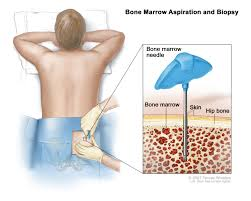 Bone Marrow Aspiration and Biopsy
Bone marrow
needle
Bone marrow
Skin
Hip bone